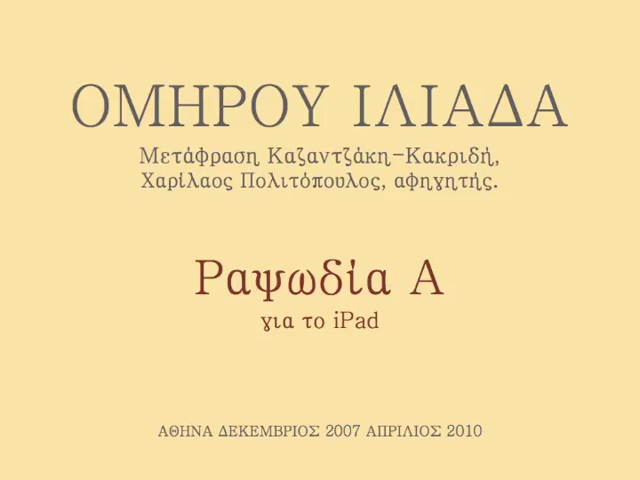 ΟΜΗΡΟΥ ΙΛΙΑΔΑ
Μετάφραση Καζαντζάκη-Κακριδή,
Χαρίλαος Πολιτόπουλος, αφηγητής.
Ραψωδία Α
για το iPad
ΑΘΗΝΑ ΔΕΚΕΜΒΡΙΟΣ 2007 ΑΠΡΙΛΙΟΣ 2010